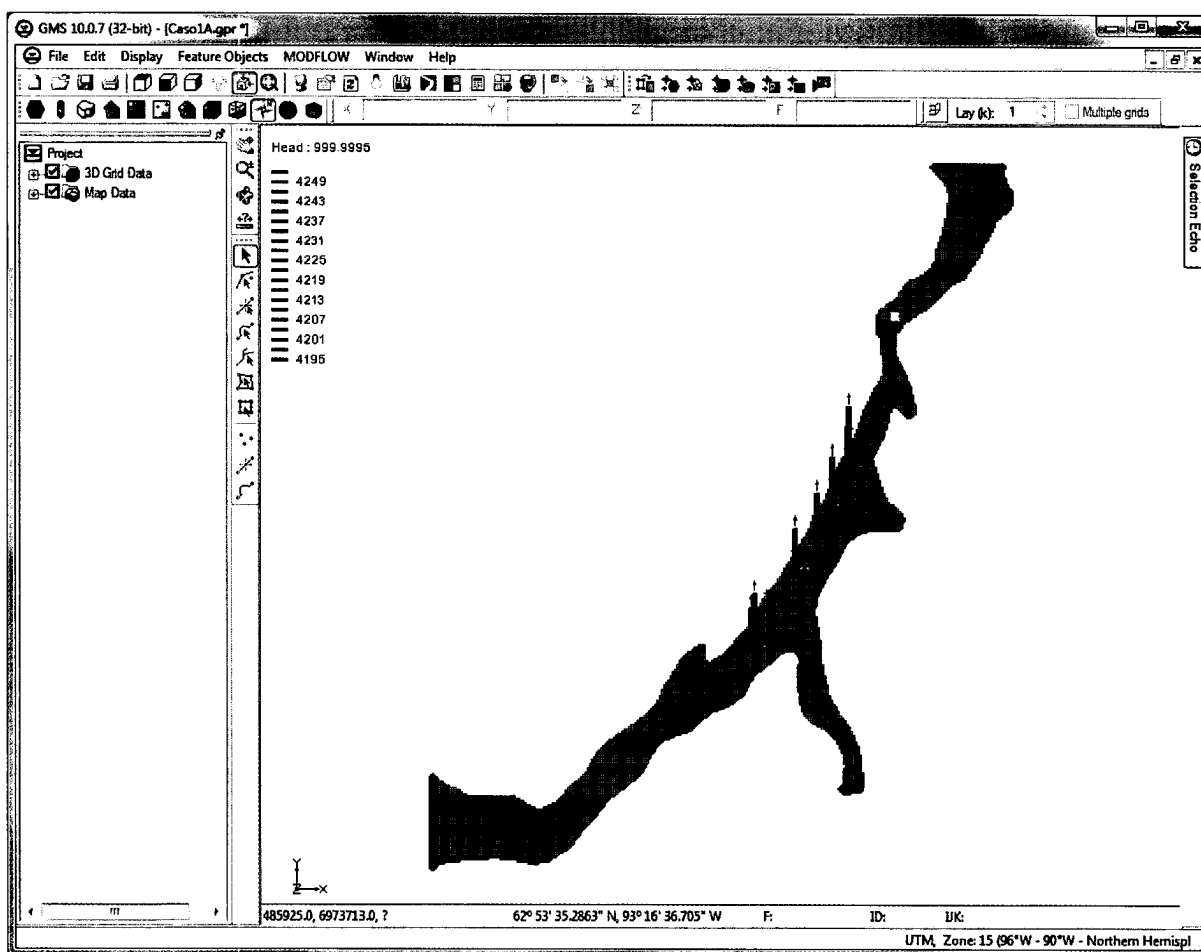 GMS 10.0.7 (32-bit) - [Caso1A.gpr *]
File Edit Display Feature Objects MODFLOW Window Help
X Y Z F Lay (k): 1 Multiple grids
Project
3D Grid Data
Map Data
Head : 999.9995
4249
4243
4237
4231
4225
4219
4213
4207
4201
4195
Selection Echo
Y
Z X
485925.0, 6973713.0, ? 62° 53' 35.2863" N, 93° 16' 36.705" W F: ID: IJK:
UTM, Zone: 15 (96°W - 90°W - Northern Hemispl